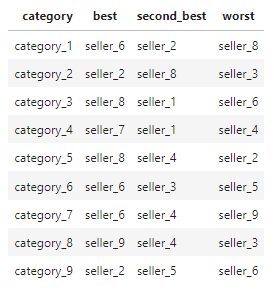 category best second_best worst
category_1 seller_6 seller_2 seller_8
category_2 seller_2 seller_8 seller_3
category_3 seller_8 seller_1 seller_6
category_4 seller_7 seller_1 seller_4
category_5 seller_8 seller_4 seller_2
category_6 seller_6 seller_3 seller_5
category_7 seller_6 seller_4 seller_9
category_8 seller_9 seller_4 seller_3
category_9 seller_2 seller_5 seller_6